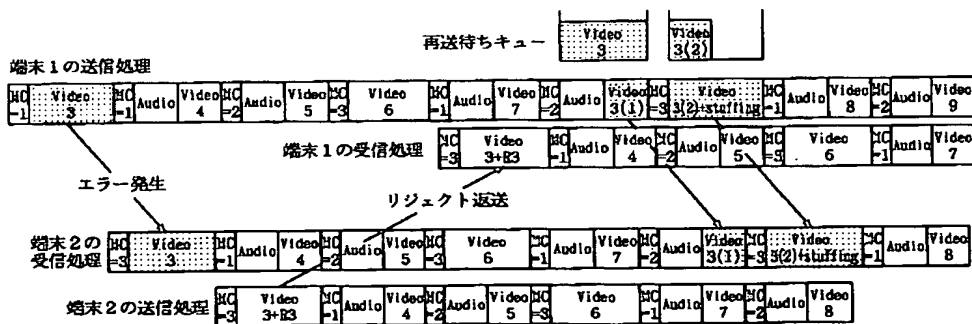 再送待ちキュー
Video 3
Video 3(2)
端末1の送信処理
MC=1 Video 3 MC=1 Audio Video 4 MC=2 Audio Video 5 MC=3 Video 6 MC=1 Audio Video 7 MC=2 Audio Video 3(1) MC=3 Video 3(2)+stuffing MC=1 Audio Video 8 MC=2 Audio Video 9
端末1の受信処理
MC=3 Video 3+R3 MC=1 Audio Video 4 MC=2 Audio Video 5 MC=3 Video 6 MC=1 Audio Video 7
エラー発生
リジェクト返送
端末2の受信処理
MC=3 Video 3 MC=1 Audio Video 4 MC=2 Audio Video 5 MC=3 Video 6 MC=1 Audio Video 7 MC=2 Audio Video 3(1) MC=3 Video 3(2)+stuffing MC=1 Audio Video 8
端末2の送信処理
MC=3 Video 3+R3 MC=1 Audio Video 4 MC=2 Audio Video 5 MC=3 Video 6 MC=1 Audio Video 7 MC=2 Audio Video 8